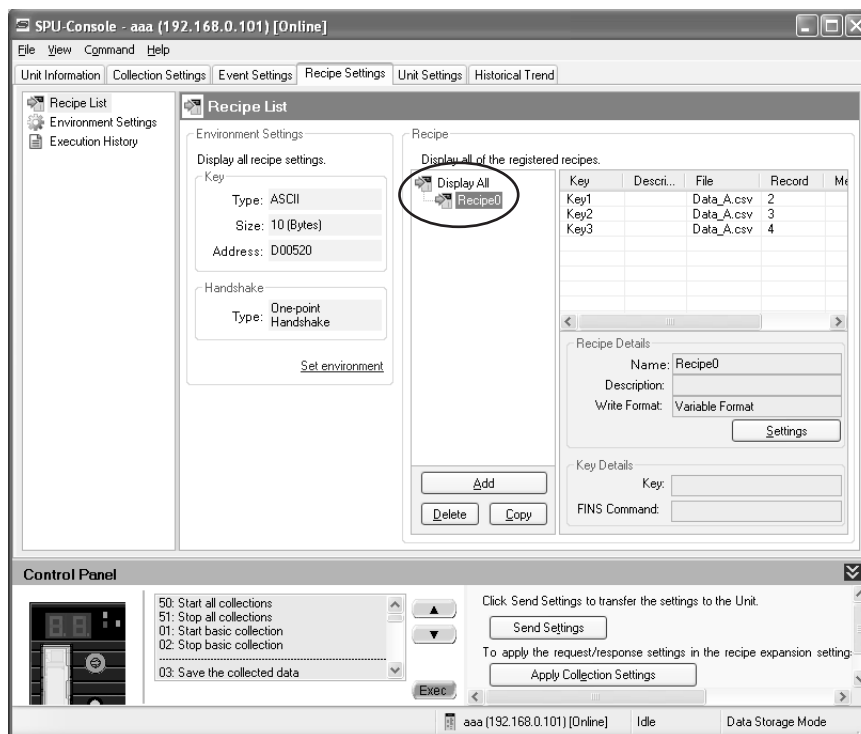 SPU-Console - aaa (192.168.0.101) [Online]
File View Command Help
Unit Information Collection Settings Event Settings Recipe Settings Unit Settings Historical Trend
Recipe List
Environment Settings
Execution History
Recipe List
Environment Settings
Display all recipe settings.
Key
Type: ASCII
Size: 10 (Bytes)
Address: D00520
Handshake
Type: One-point
Handshake
Set environment
Recipe
Display all of the registered recipes.
Display All
Recipe0
Add
Delete Copy
Key Descri... File Record Me
Key1 Data_A.csv 2
Key2 Data_A.csv 3
Key3 Data_A.csv 4
Recipe Details
Name: Recipe0
Description:
Write Format: Variable Format
Settings
Key Details
Key:
FINS Command:
Control Panel
8.8.
50: Start all collections
51: Stop all collections
01: Start basic collection
02: Stop basic collection
03: Save the collected data
Exec
Click Send Settings to transfer the settings to the Unit.
Send Settings
To apply the request/response settings in the recipe expansion setting
Apply Collection Settings
aaa (192.168.0.101) [Online] Idle Data Storage Mode